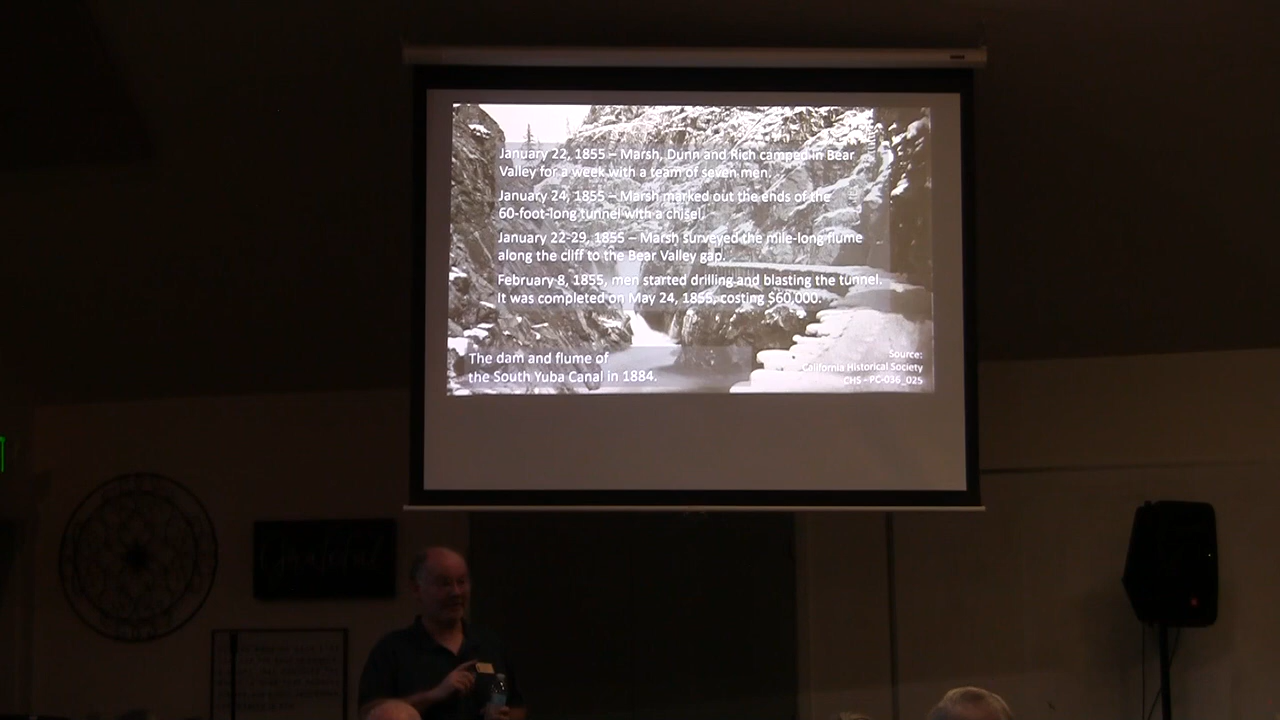 January 22, 1855 – Marsh, Dunn and Rich camped in Bear
Valley for a week with a team of seven men.
January 24, 1855 – Marsh marked out the ends of the
60-foot-long tunnel with a chisel.
January 22-29, 1855 – Marsh surveyed the mile-long flume
along the cliff to the Bear Valley gap.
February 8, 1855, men started drilling and blasting the tunnel.
It was completed on May 24, 1855, costing $60,000.
The dam and flume of
the South Yuba Canal in 1884.
Source:
California Historical Society
CHS - PC-036_025